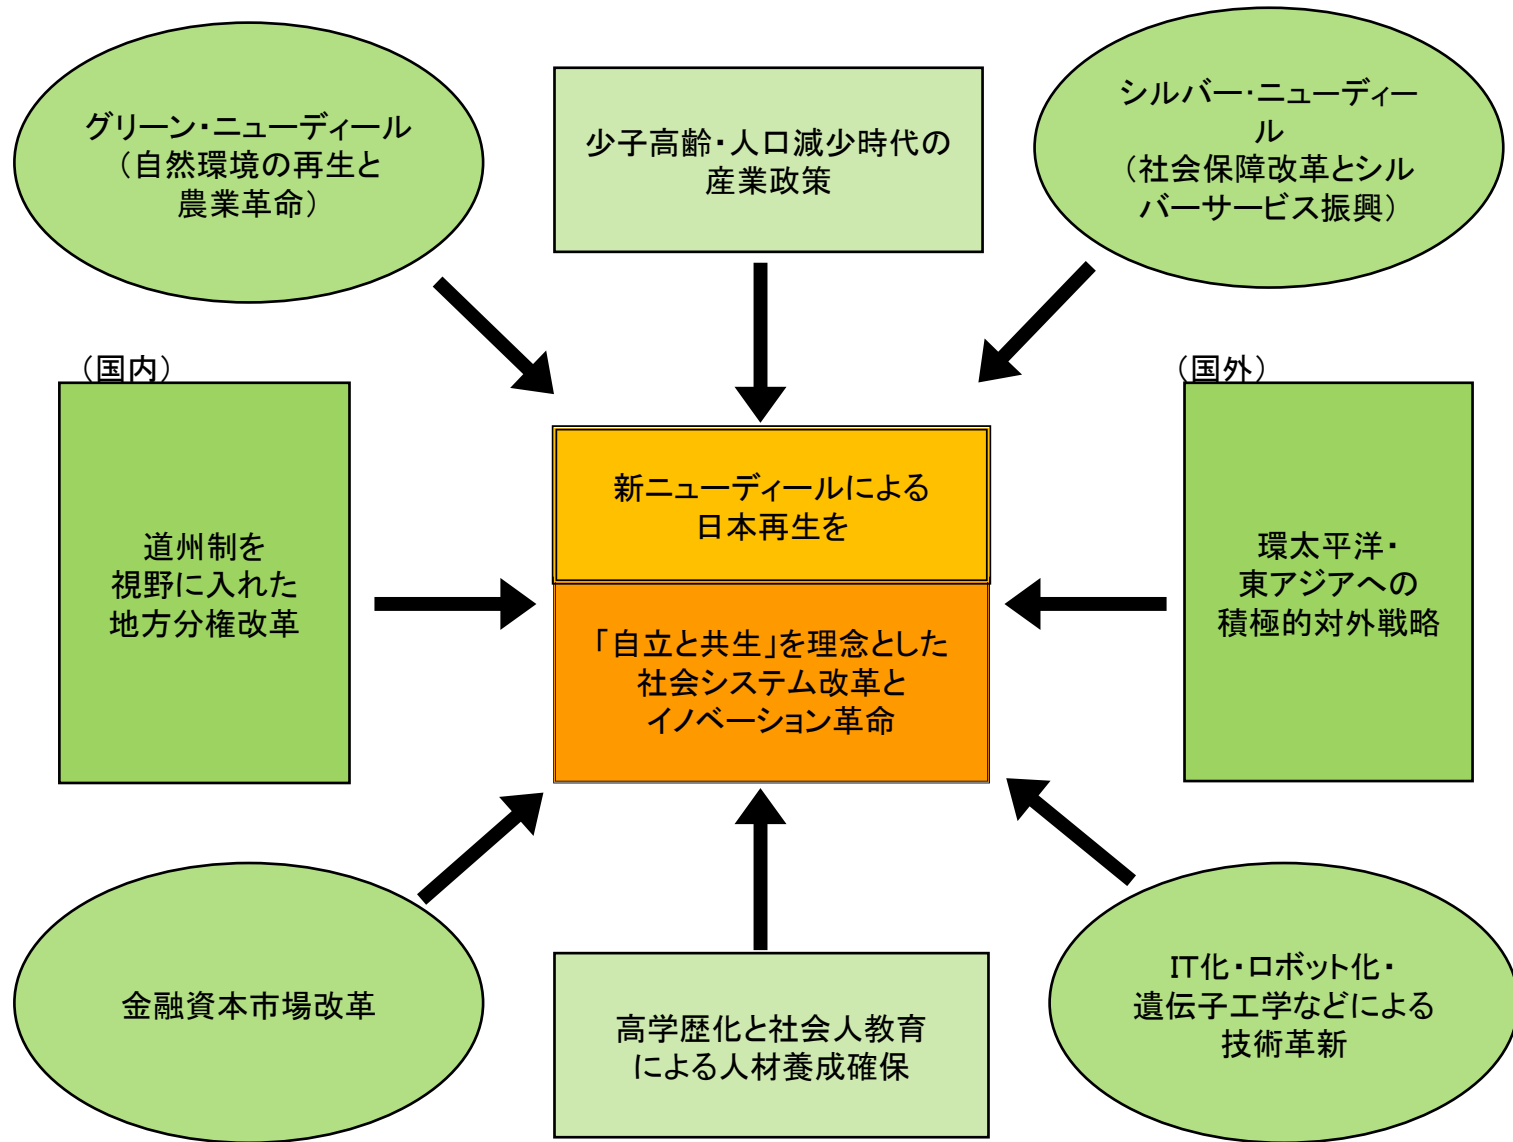 グリーン・ニューディール
（自然環境の再生と
農業革命）
少子高齢・人口減少時代の
産業政策
シルバー・ニューディー
ル
（社会保障改革とシル
バーサービス振興）
（国内）
道州制を
視野に入れた
地方分権改革
新ニューディールによる
日本再生を
「自立と共生」を理念とした
社会システム改革と
イノベーション革命
（国外）
環太平洋・
東アジアへの
積極的対外戦略
金融資本市場改革
高学歴化と社会人教育
による人材養成確保
IT化・ロボット化・
遺伝子工学などによる
技術革新